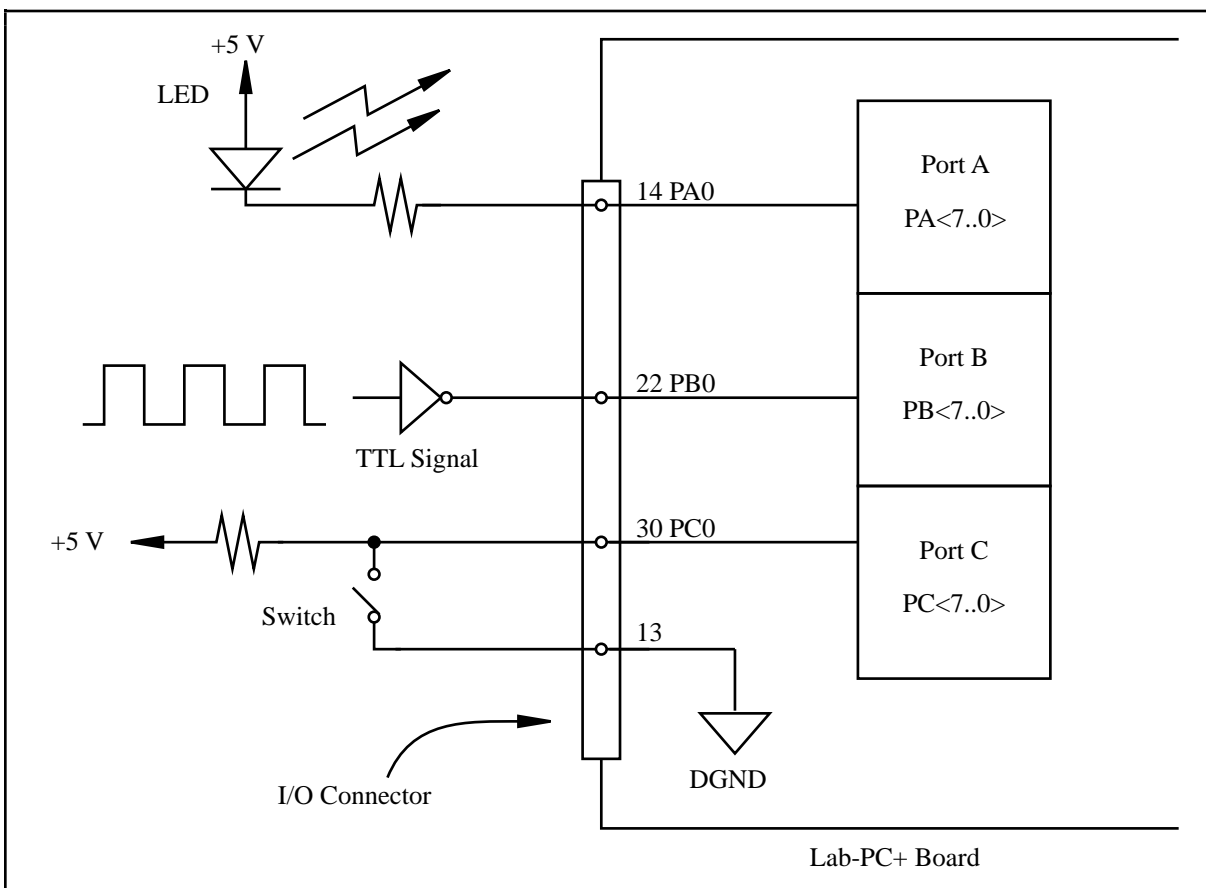 +5 V
LED
14 PA0
Port A
PA<7..0>
22 PB0
Port B
PB<7..0>
TTL Signal
+5 V
30 PC0
Port C
PC<7..0>
Switch
13
DGND
I/O Connector
Lab-PC+ Board